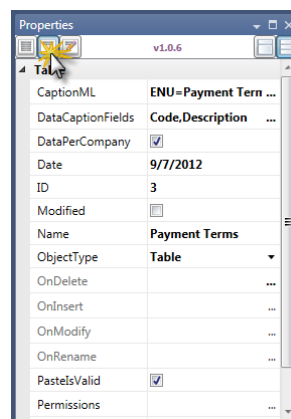 Properties
v1.0.6
CaptionML ENU=Payment Tern ...
DataCaptionFields Code,Description ...
DataPerCompany
Date 9/7/2012
ID 3
Modified
Name Payment Terms
ObjectType Table
OnDelete ...
OnInsert ...
OnModify ...
OnRename ...
PasteIsValid
Permissions ...